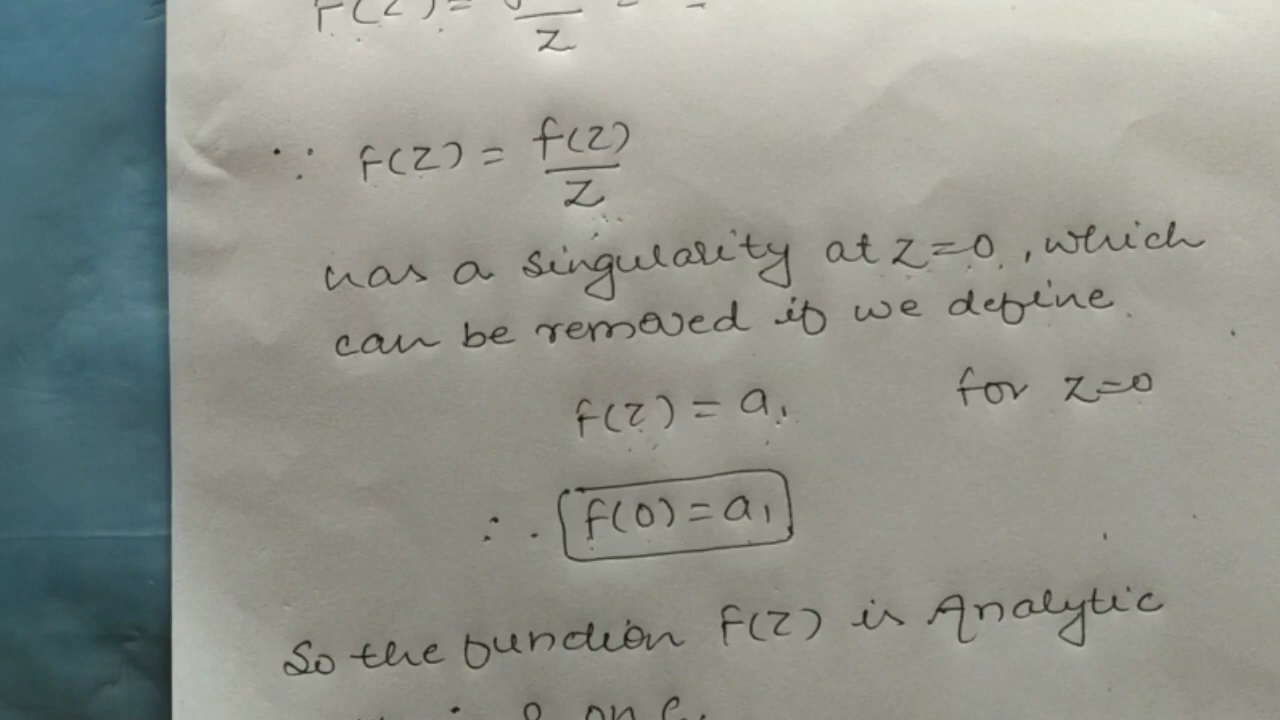 F(z) =
z
∵ F(z) = f(z)/z
has a singularity at z=0, which
can be removed if we define
f(z) = a₁ for z=0
∴ f(0) = a₁
So the function F(z) is Analytic
on C.